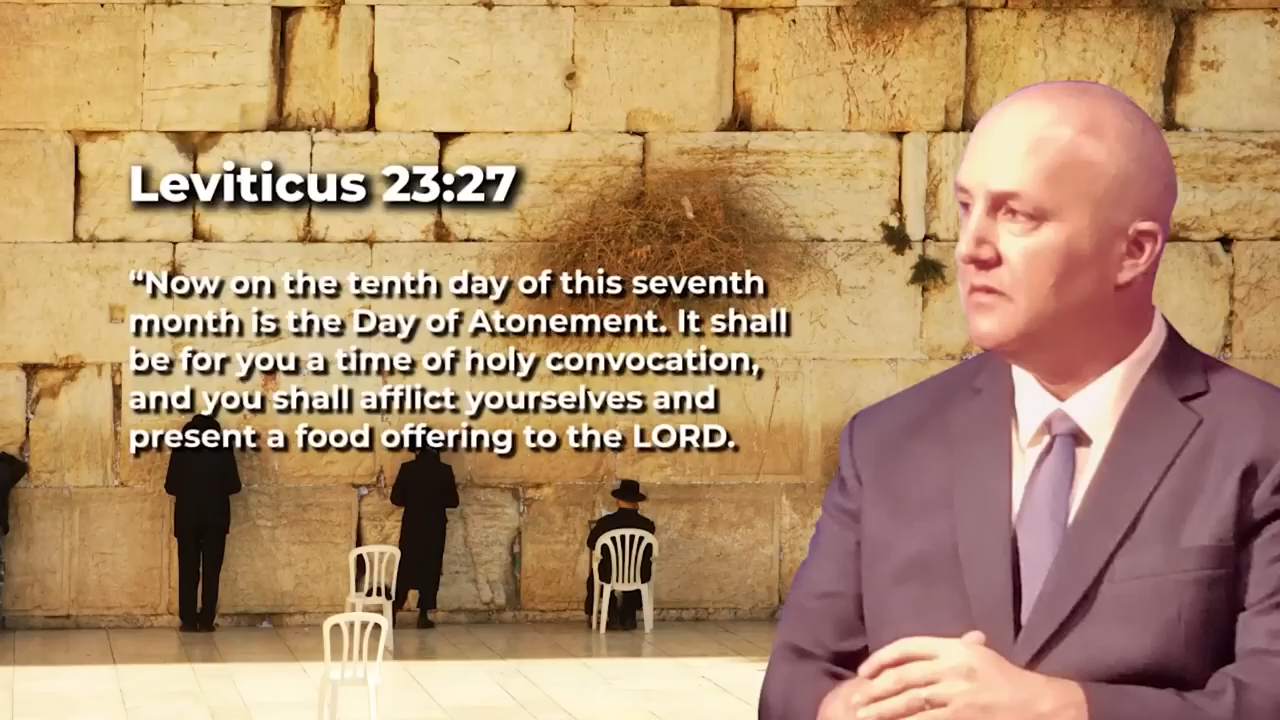 Leviticus 23:27
“Now on the tenth day of this seventh
month is the Day of Atonement. It shall
be for you a time of holy convocation,
and you shall afflict yourselves and
present a food offering to the LORD.